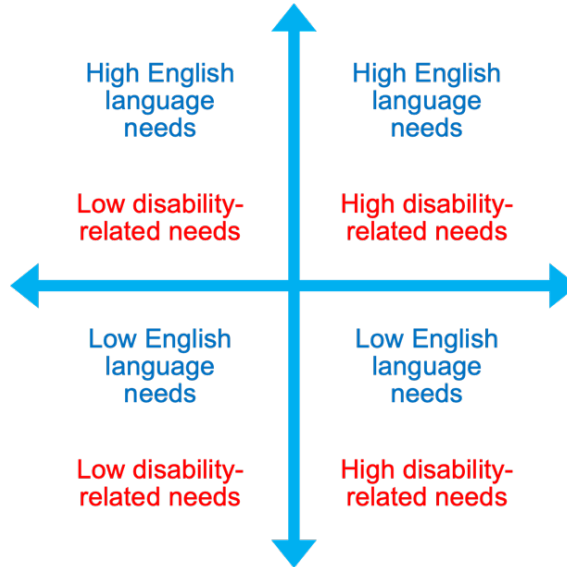 High English
language
needs
Low disability-
related needs
High English
language
needs
High disability-
related needs
Low English
language
needs
Low disability-
related needs
Low English
language
needs
High disability-
related needs